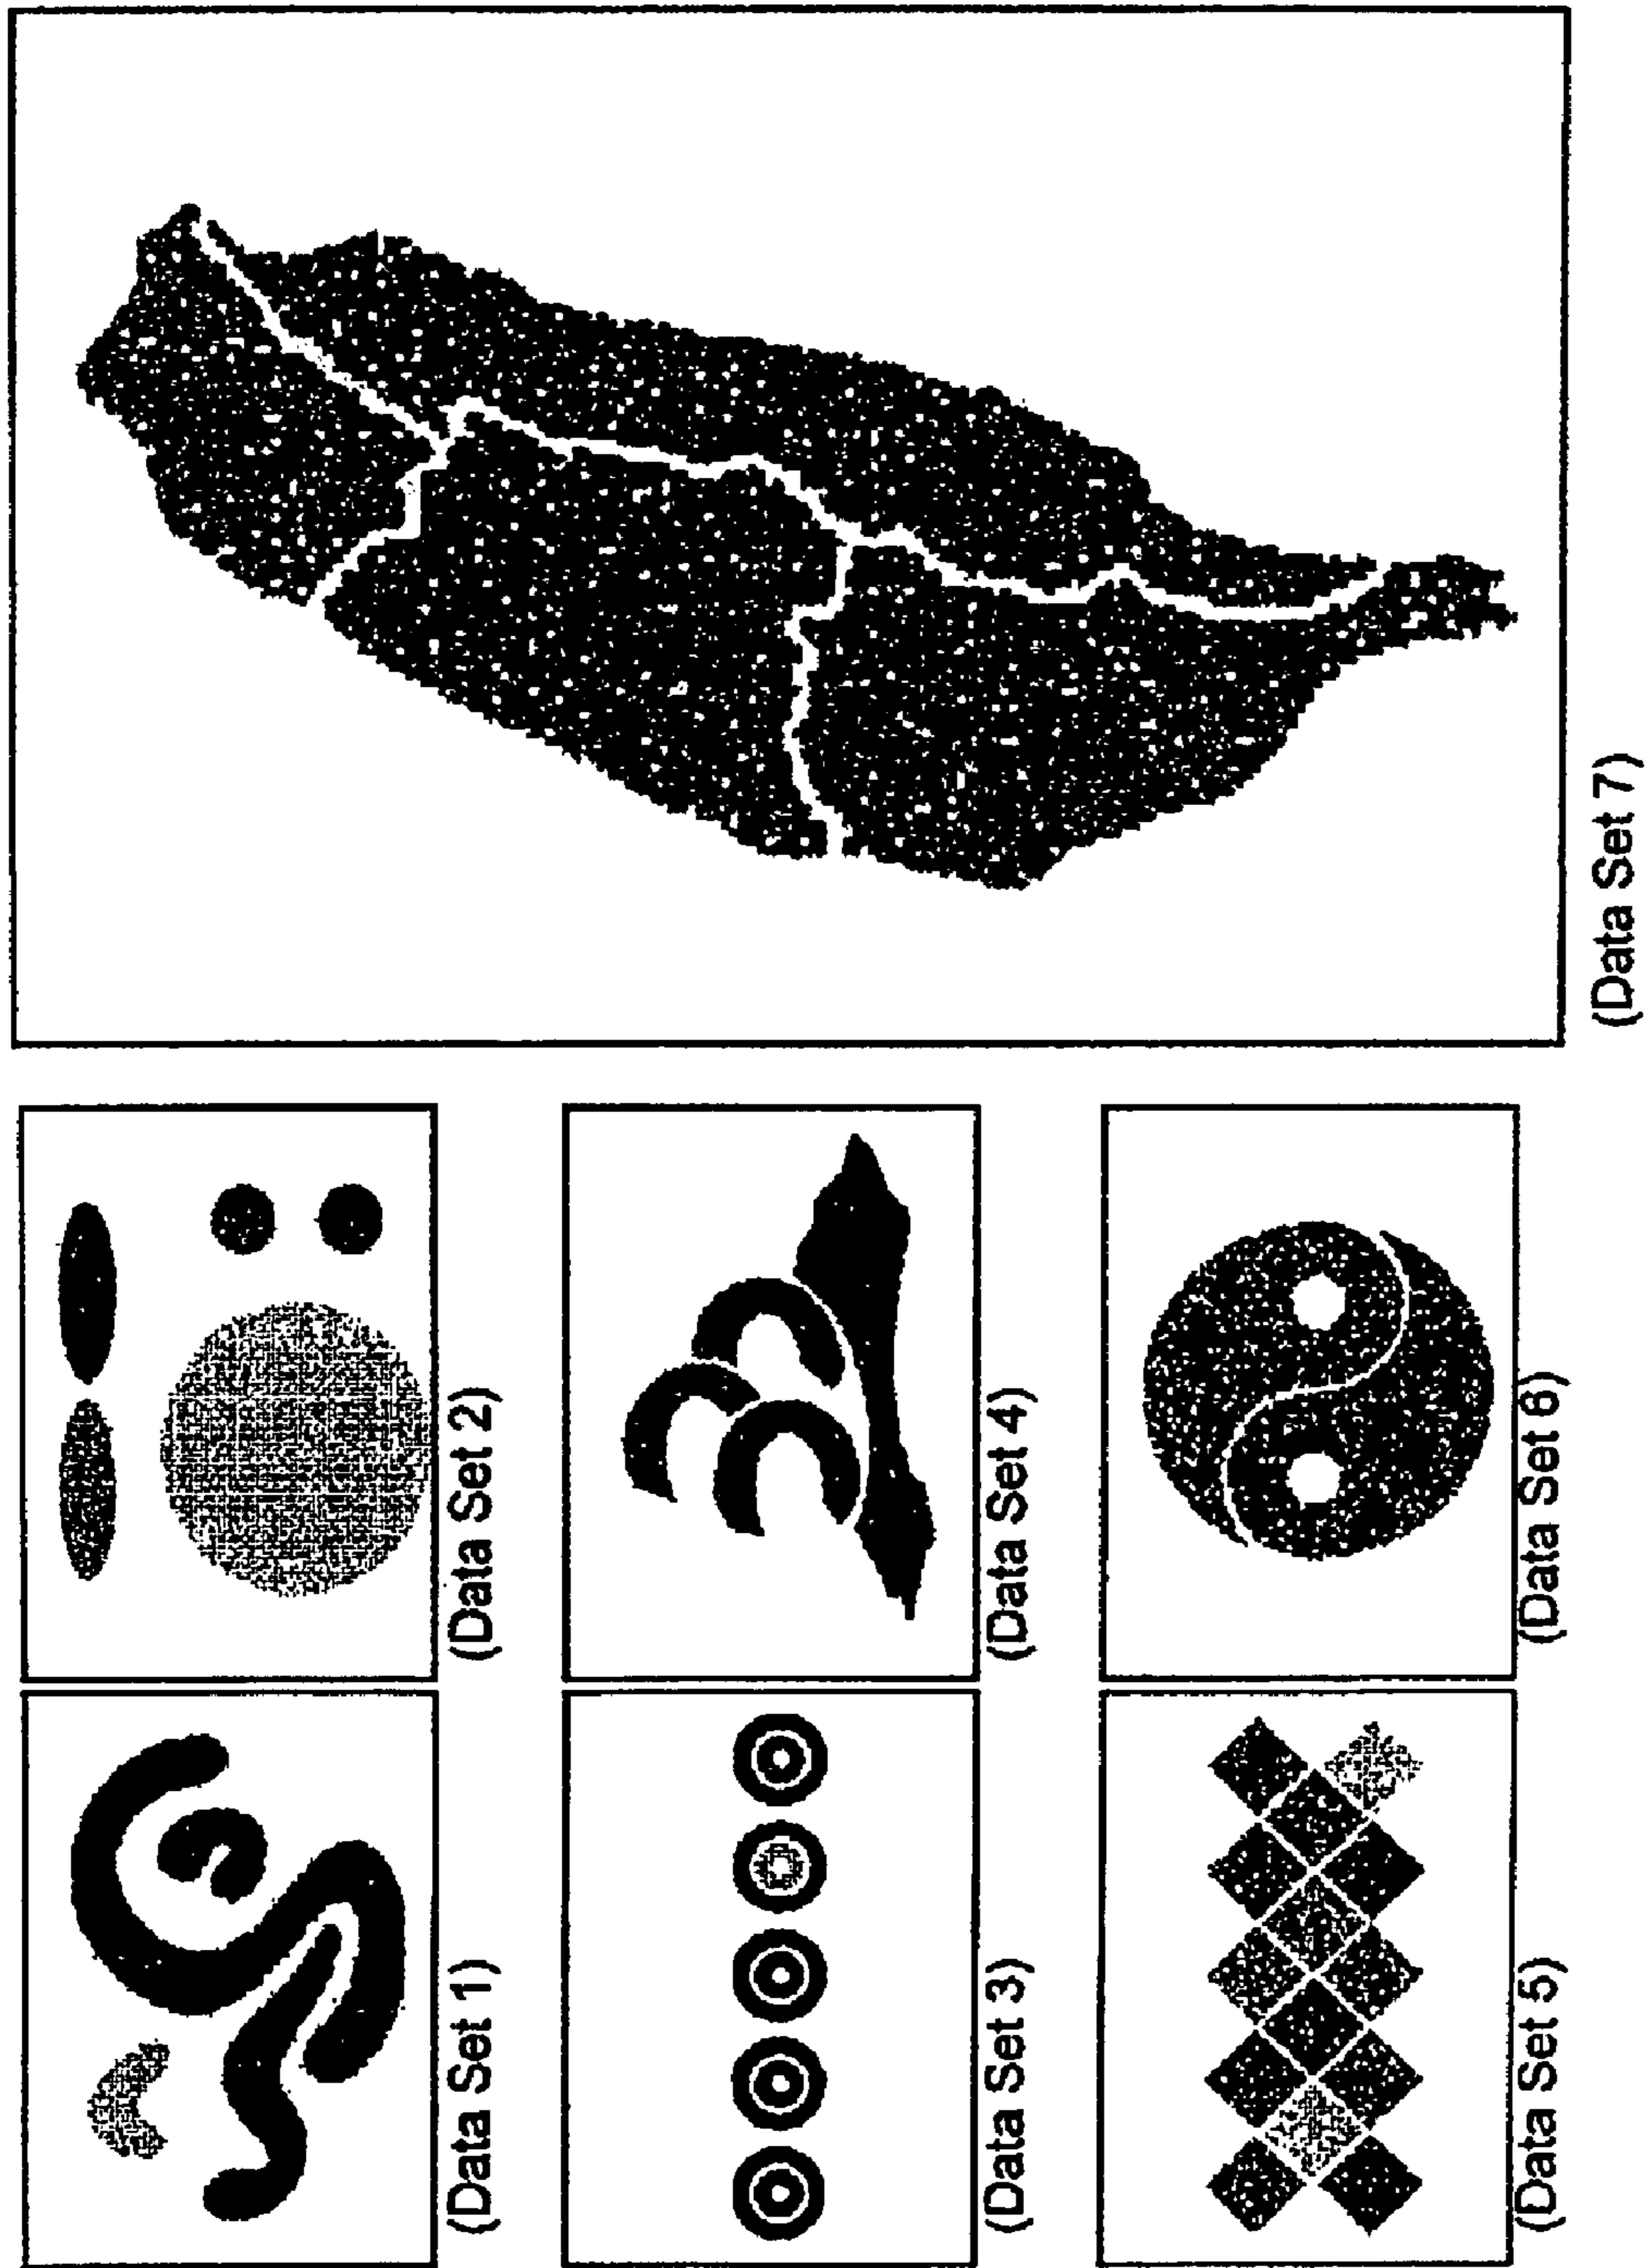 (Data Set 1)
(Data Set 2)
(Data Set 3)
(Data Set 4)
(Data Set 5)
(Data Set 6)
(Data Set 7)